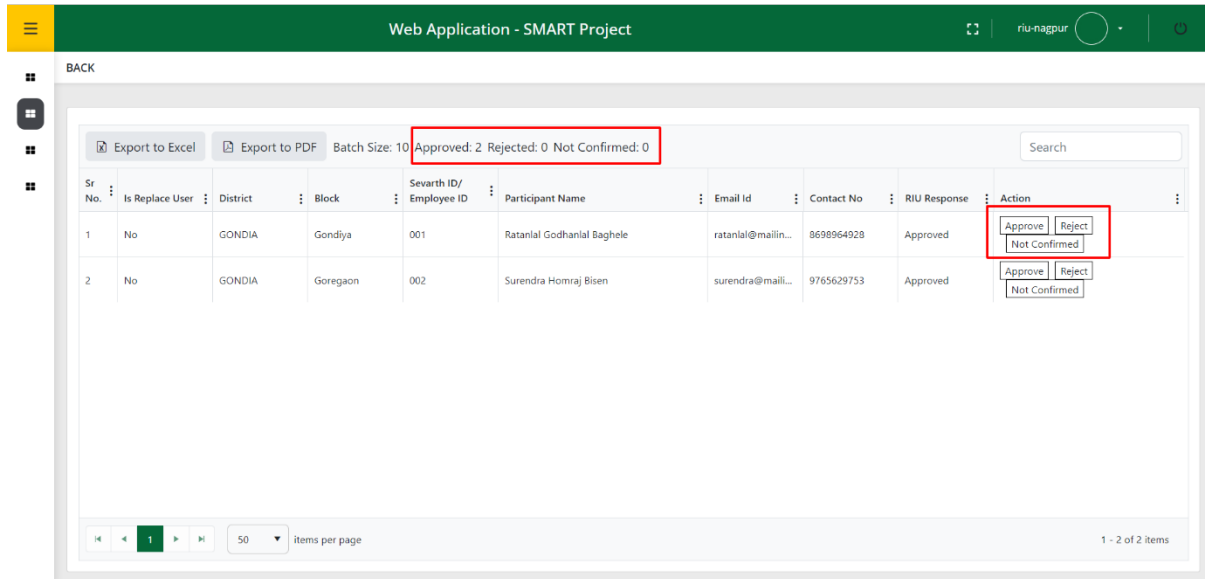 Web Application - SMART Project riu-nagpur
BACK
Export to Excel Export to PDF Batch Size: 10 Approved: 2 Rejected: 0 Not Confirmed: 0 Search
Sr No. Is Replace User District Block Sevarth ID/ Employee ID Participant Name Email Id Contact No RIU Response Action
1 No GONDIA Gondiya 001 Ratanlal Godhanlal Baghele ratanlal@mailin... 8698964928 Approved Approve Reject
Not Confirmed
2 No GONDIA Goregaon 002 Surendra Homraj Bisen surendra@maili... 9765629753 Approved Approve Reject
Not Confirmed
1 50 items per page 1 - 2 of 2 items